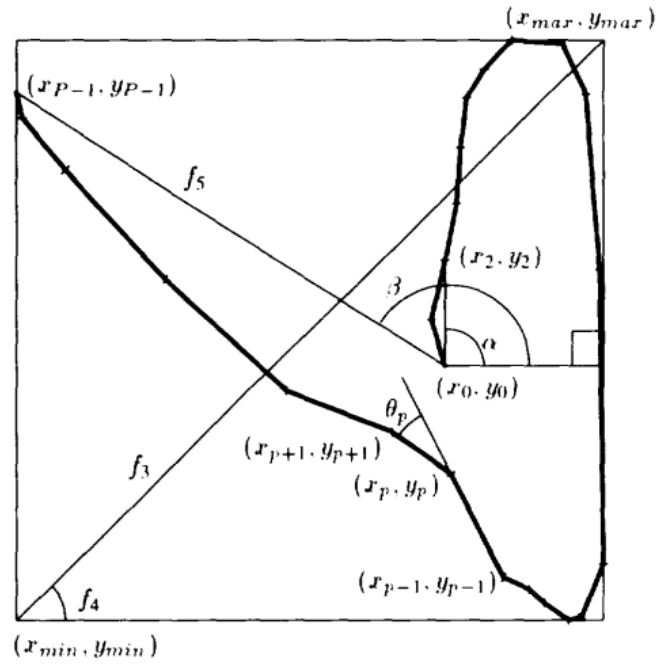 (x_max, y_max)
(x_{P-1}, y_{P-1})
f_5
(x_2, y_2)
β
α
(x_0, y_0)
θ_p
(x_{p+1}, y_{p+1})
f_3
(x_p, y_p)
(x_{p-1}, y_{p-1})
f_4
(x_min, y_min)